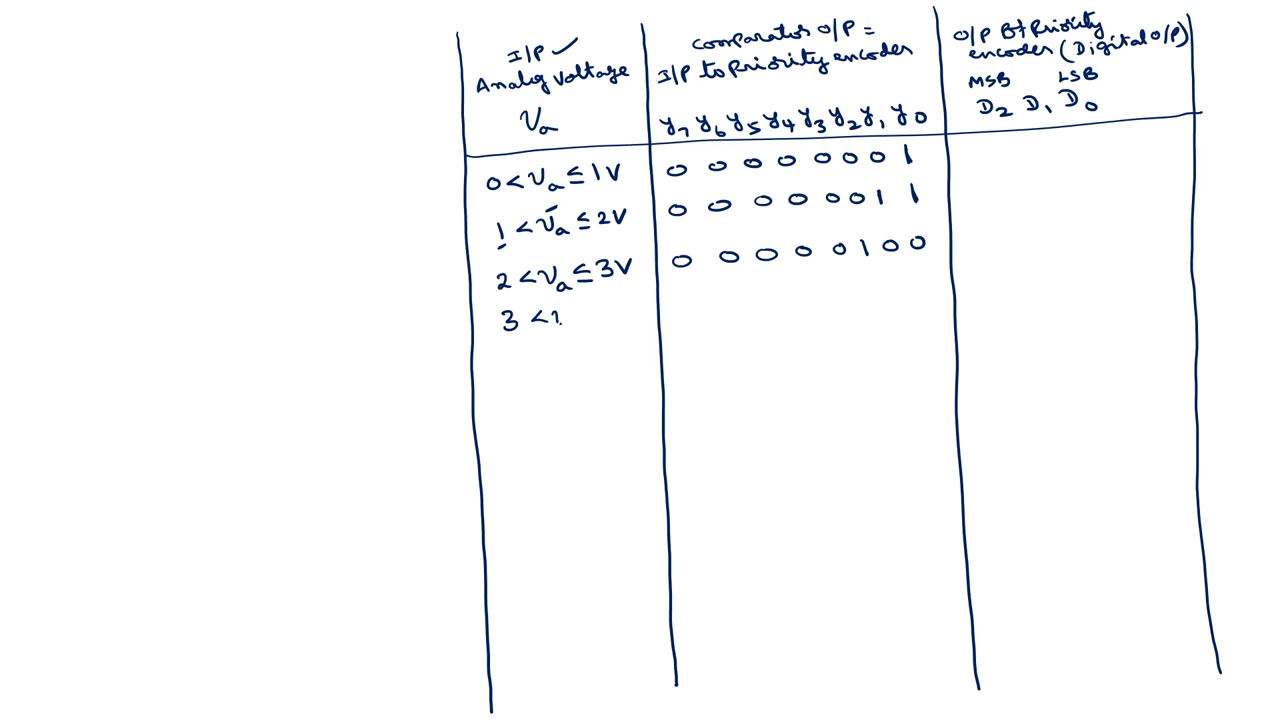 I/P ✓
Analog voltage
Va
comparator O/P =
I/P to Priority encoder
y7 y6 y5 y4 y3 y2 y1 y0
O/P of Priority
encoder (Digital O/P)
MSB LSB
D2 D1 D0
0 < Va ≤ 1V 0 0 0 0 0 0 0 1
1 < Va ≤ 2V 0 0 0 0 0 0 1 1
2 < Va ≤ 3V 0 0 0 0 0 1 0 0
3 <